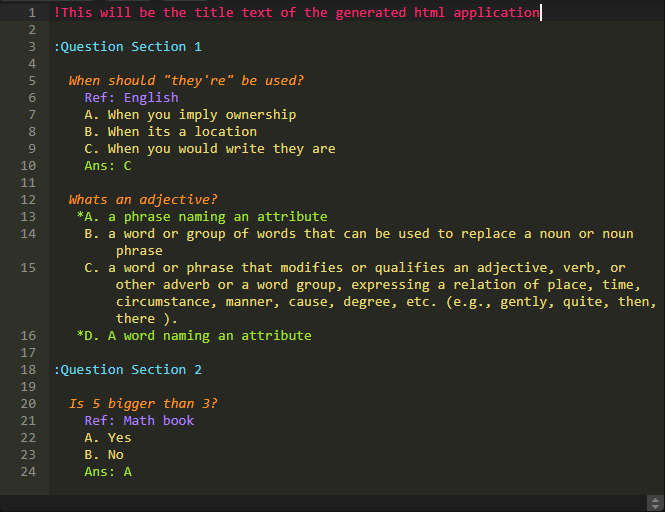 1 !This will be the title text of the generated html application
2
3 :Question Section 1
4
5 When should "they're" be used?
6 Ref: English
7 A. When you imply ownership
8 B. When its a location
9 C. When you would write they are
10 Ans: C
11
12 Whats an adjective?
13 *A. a phrase naming an attribute
14 B. a word or group of words that can be used to replace a noun or noun
phrase
15 C. a word or phrase that modifies or qualifies an adjective, verb, or
other adverb or a word group, expressing a relation of place, time,
circumstance, manner, cause, degree, etc. (e.g., gently, quite, then,
there ).
16 *D. A word naming an attribute
17
18 :Question Section 2
19
20 Is 5 bigger than 3?
21 Ref: Math book
22 A. Yes
23 B. No
24 Ans: A